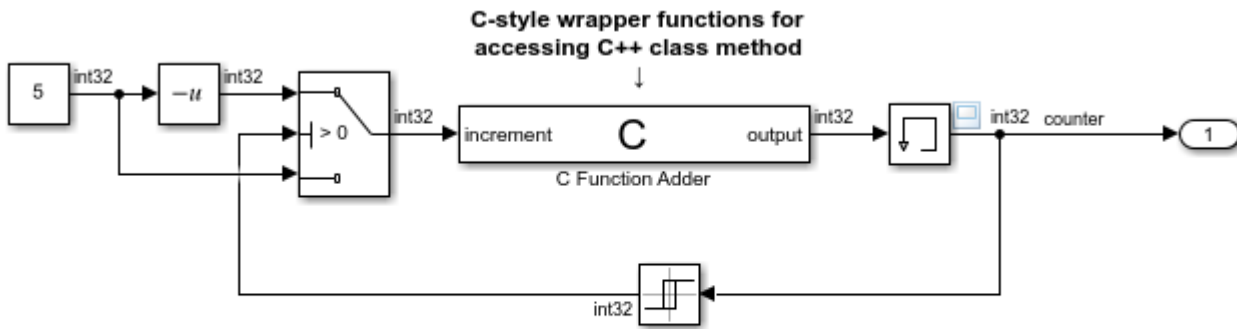 C-style wrapper functions for
accessing C++ class method
↓
5
int32
−u
int32
> 0
int32
increment
C
output
int32
C Function Adder
int32
counter
1
int32